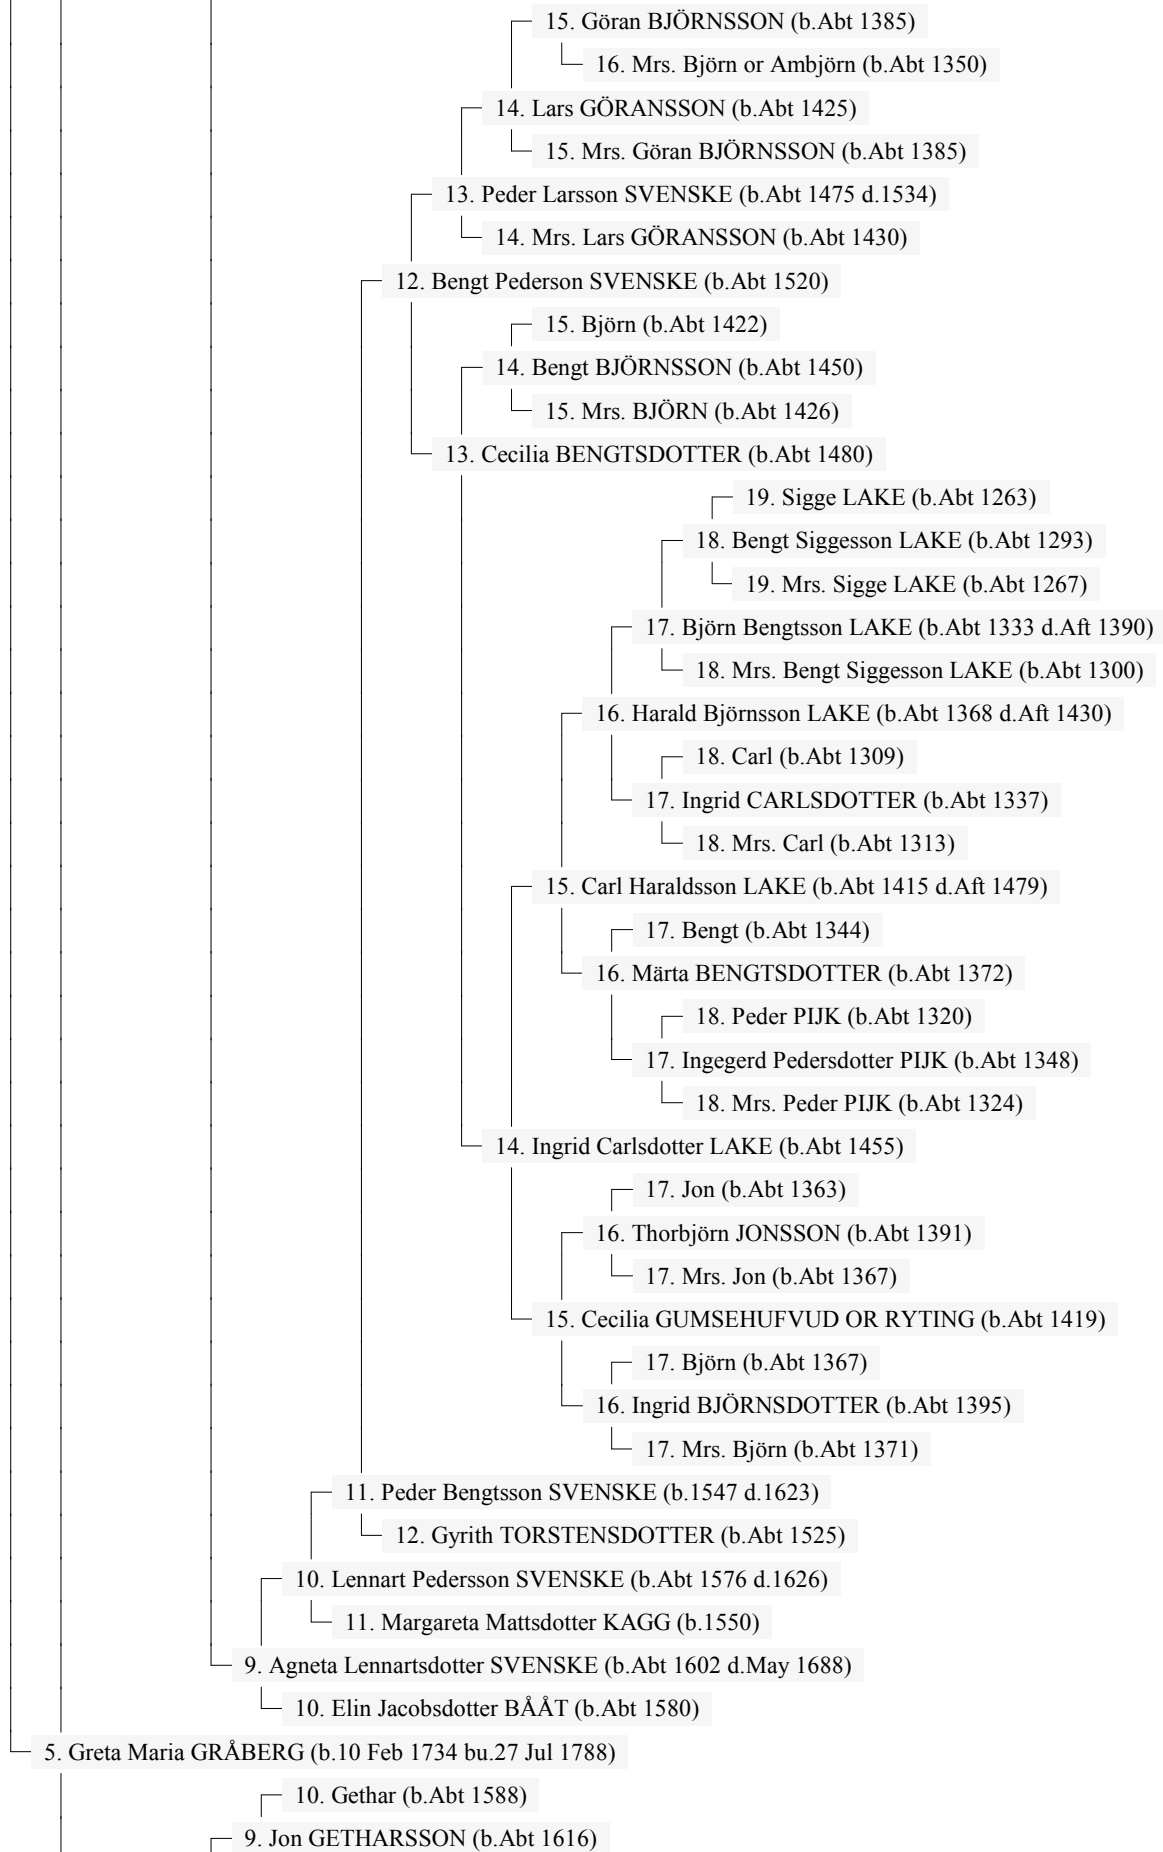 15. Göran BJÖRNSSON (b.Abt 1385)
16. Mrs. Björn or Ambjörn (b.Abt 1350)
14. Lars GÖRANSSON (b.Abt 1425)
15. Mrs. Göran BJÖRNSSON (b.Abt 1385)
13. Peder Larsson SVENSKE (b.Abt 1475 d.1534)
14. Mrs. Lars GÖRANSSON (b.Abt 1430)
12. Bengt Pederson SVENSKE (b.Abt 1520)
15. Björn (b.Abt 1422)
14. Bengt BJÖRNSSON (b.Abt 1450)
15. Mrs. BJÖRN (b.Abt 1426)
13. Cecilia BENGTSDOTTER (b.Abt 1480)
19. Sigge LAKE (b.Abt 1263)
18. Bengt Siggesson LAKE (b.Abt 1293)
19. Mrs. Sigge LAKE (b.Abt 1267)
17. Björn Bengtsson LAKE (b.Abt 1333 d.Aft 1390)
18. Mrs. Bengt Siggesson LAKE (b.Abt 1300)
16. Harald Björnsson LAKE (b.Abt 1368 d.Aft 1430)
18. Carl (b.Abt 1309)
17. Ingrid CARLSDOTTER (b.Abt 1337)
18. Mrs. Carl (b.Abt 1313)
15. Carl Haraldsson LAKE (b.Abt 1415 d.Aft 1479)
17. Bengt (b.Abt 1344)
16. Märta BENGTSDOTTER (b.Abt 1372)
18. Peder PIJK (b.Abt 1320)
17. Ingegerd Pedersdotter PIJK (b.Abt 1348)
18. Mrs. Peder PIJK (b.Abt 1324)
14. Ingrid Carlsdotter LAKE (b.Abt 1455)
17. Jon (b.Abt 1363)
16. Thorbjörn JONSSON (b.Abt 1391)
17. Mrs. Jon (b.Abt 1367)
15. Cecilia GUMSEHUFVUD OR RYTING (b.Abt 1419)
17. Björn (b.Abt 1367)
16. Ingrid BJÖRNSDOTTER (b.Abt 1395)
17. Mrs. Björn (b.Abt 1371)
11. Peder Bengtsson SVENSKE (b.1547 d.1623)
12. Gyrith TORSTENSDOTTER (b.Abt 1525)
10. Lennart Pedersson SVENSKE (b.Abt 1576 d.1626)
11. Margareta Mattsdotter KAGG (b.1550)
9. Agneta Lennartsdotter SVENSKE (b.Abt 1602 d.May 1688)
10. Elin Jacobsdotter BÅÅT (b.Abt 1580)
5. Greta Maria GRÅBERG (b.10 Feb 1734 bu.27 Jul 1788)
10. Gethar (b.Abt 1588)
9. Jon GETHARSSON (b.Abt 1616)